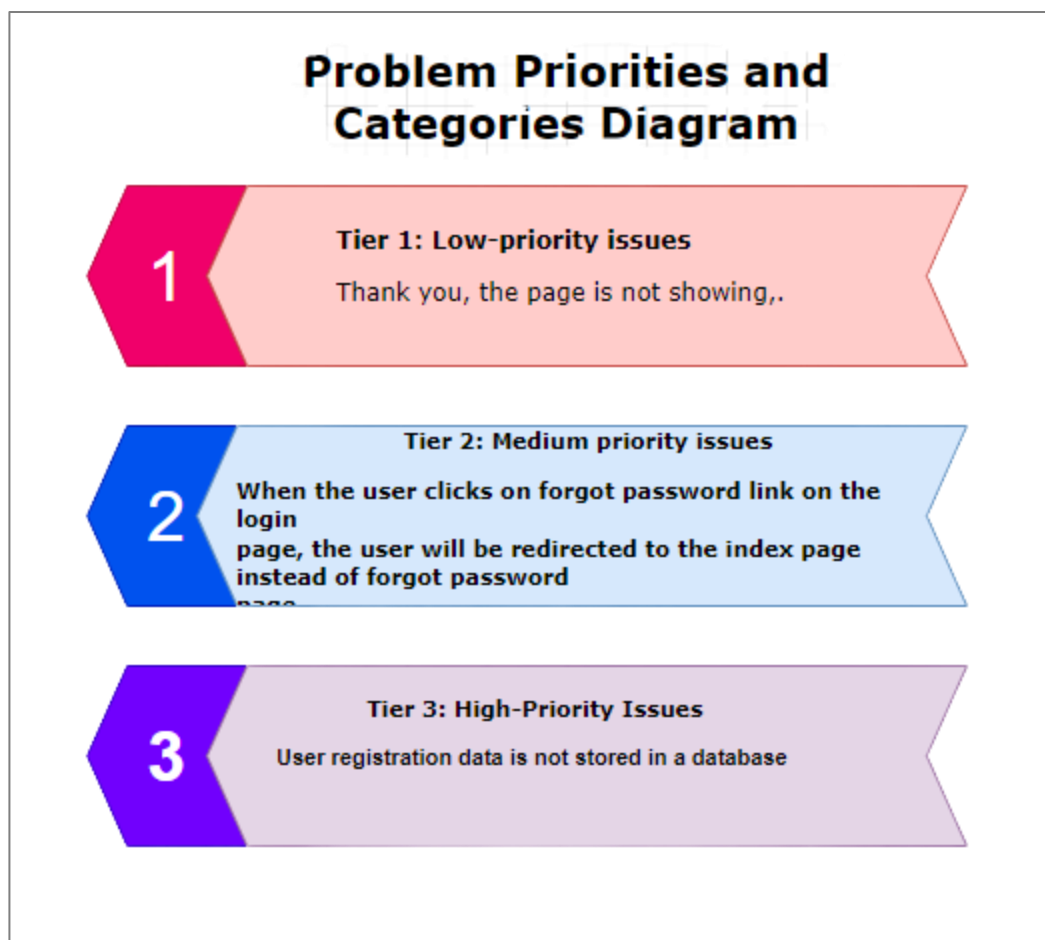 Problem Priorities and
Categories Diagram
1
Tier 1: Low-priority issues
Thank you, the page is not showing,.
2
Tier 2: Medium priority issues
When the user clicks on forgot password link on the
login
page, the user will be redirected to the index page
instead of forgot password
page
3
Tier 3: High-Priority Issues
User registration data is not stored in a database